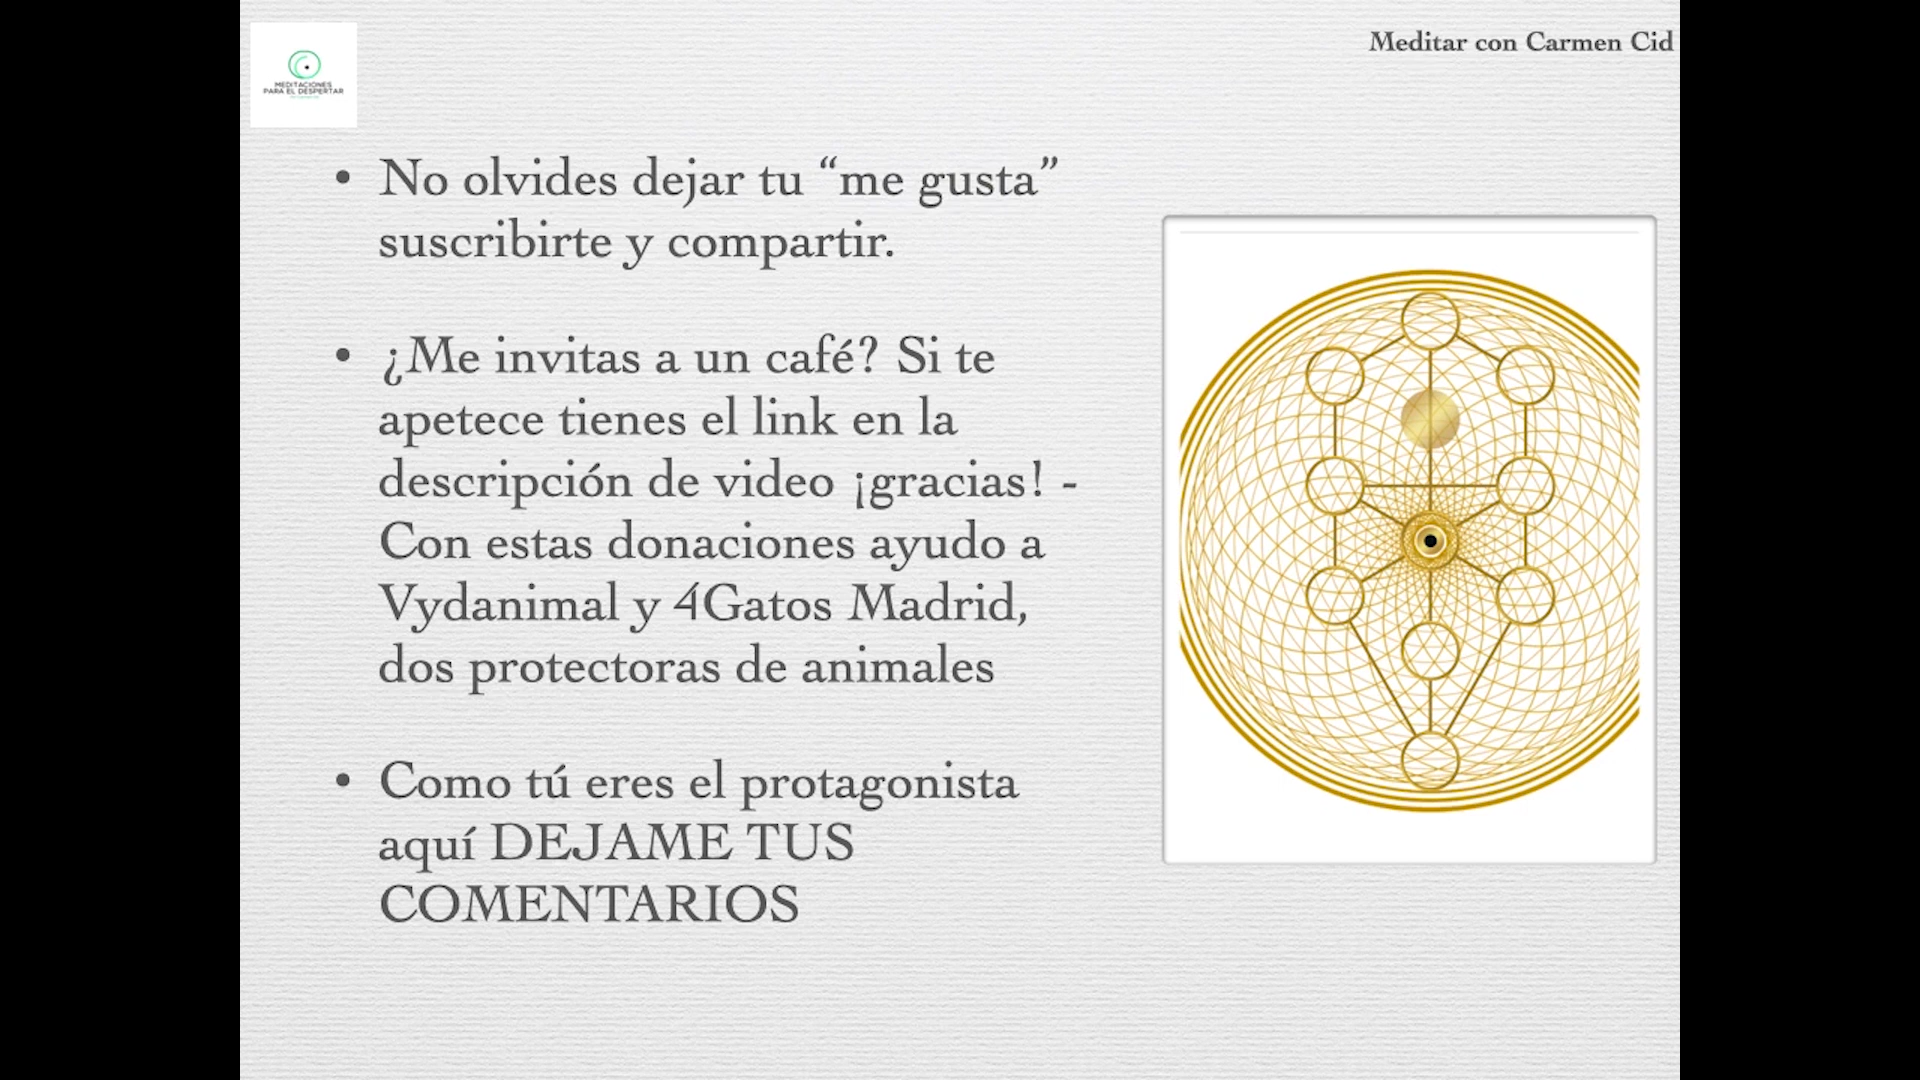 Meditar con Carmen Cid
MEDITACIONES
PARA EL DESPERTAR
• No olvides dejar tu “me gusta”
suscribirte y compartir.
• ¿Me invitas a un café? Si te
apetece tienes el link en la
descripción de video ¡gracias! -
Con estas donaciones ayudo a
Vydanimal y 4Gatos Madrid,
dos protectoras de animales
• Como tú eres el protagonista
aquí DEJAME TUS
COMENTARIOS